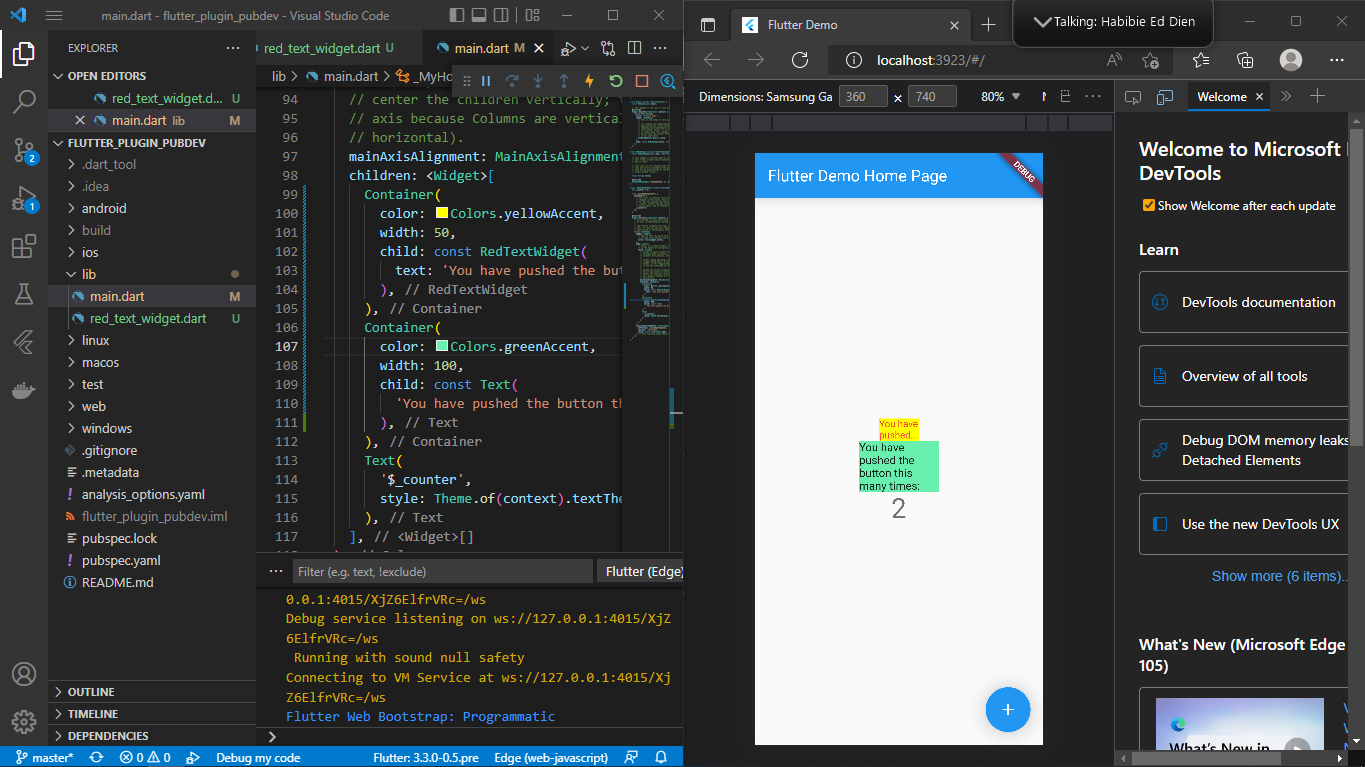 main.dart - flutter_plugin_pubdev - Visual Studio Code
EXPLORER
OPEN EDITORS
red_text_widget.d... U
main.dart lib M
FLUTTER_PLUGIN_PUBDEV
.dart_tool
.idea
android
build
ios
lib
main.dart M
red_text_widget.dart U
linux
macos
test
web
windows
.gitignore
.metadata
analysis_options.yaml
flutter_plugin_pubdev.iml
pubspec.lock
pubspec.yaml
README.md
OUTLINE
TIMELINE
DEPENDENCIES
2
1
red_text_widget.dart U
main.dart M
lib > main.dart > _MyHo
94 // center the children vertically;
95 // axis because Columns are vertica
96 // horizontal).
97 mainAxisAlignment: MainAxisAlignment
98 children: <Widget>[
99 Container(
100 color: Colors.yellowAccent,
101 width: 50,
102 child: const RedTextWidget(
103 text: 'You have pushed the but
104 ), // RedTextWidget
105 ), // Container
106 Container(
107 color: Colors.greenAccent,
108 width: 100,
109 child: const Text(
110 'You have pushed the button th
111 ), // Text
112 ), // Container
113 Text(
114 '$_counter',
115 style: Theme.of(context).textThe
116 ), // Text
117 ], // <Widget>[]
Filter (e.g. text, !exclude)
Flutter (Edge)
0.0.1:4015/XjZ6ElfrVRc=/ws
Debug service listening on ws://127.0.0.1:4015/XjZ
6ElfrVRc=/ws
Running with sound null safety
Connecting to VM Service at ws://127.0.0.1:4015/Xj
Z6ElfrVRc=/ws
Flutter Web Bootstrap: Programmatic
master*
0 0
Debug my code
Flutter: 3.3.0-0.5.pre
Edge (web-javascript)
Flutter Demo
Talking: Habibie Ed Dien
localhost:3923/#/
Dimensions: Samsung Ga 360 x 740 80%
Welcome
Flutter Demo Home Page
DEBUG
You have
pushed...
You have
pushed the
button this
many times:
2
+
Welcome to Microsoft
DevTools
Show Welcome after each update
Learn
DevTools documentation
Overview of all tools
Debug DOM memory leaks
Detached Elements
Use the new DevTools UX
Show more (6 items)..
What's New (Microsoft Edge
105)
What's New in